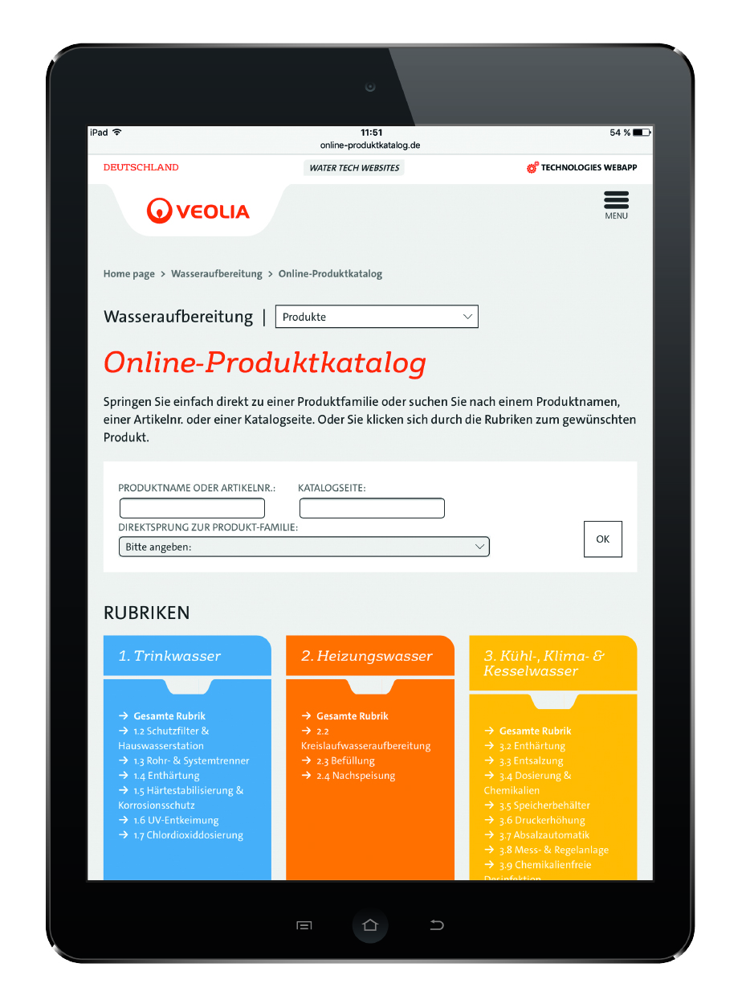 iPad 11:51 54 %
online-produktkatalog.de
DEUTSCHLAND WATER TECH WEBSITES TECHNOLOGIES WEBAPP
VEOLIA
MENU
Home page > Wasseraufbereitung > Online-Produktkatalog
Wasseraufbereitung | Produkte
Online-Produktkatalog
Springen Sie einfach direkt zu einer Produktfamilie oder suchen Sie nach einem Produktnamen,
einer Artikelnr. oder einer Katalogseite. Oder Sie klicken sich durch die Rubriken zum gewünschten
Produkt.
PRODUKTNAME ODER ARTIKELNR.: KATALOGSEITE:
DIREKTSPRUNG ZUR PRODUKT-FAMILIE:
Bitte angeben:
OK
RUBRIKEN
1. Trinkwasser
→ Gesamte Rubrik
→ 1.2 Schutzfilter &
Hauswasserstation
→ 1.3 Rohr- & Systemtrenner
→ 1.4 Enthärtung
→ 1.5 Härtestabilisierung &
Korrosionsschutz
→ 1.6 UV-Entkeimung
→ 1.7 Chlordioxiddosierung
2. Heizungswasser
→ Gesamte Rubrik
→ 2.2
Kreislaufwasseraufbereitung
→ 2.3 Befüllung
→ 2.4 Nachspeisung
3. Kühl-, Klima- &
Kesselwasser
→ Gesamte Rubrik
→ 3.2 Enthärtung
→ 3.3 Entsalzung
→ 3.4 Dosierung &
Chemikalien
→ 3.5 Speicherbehälter
→ 3.6 Druckerhöhung
→ 3.7 Absalzautomatik
→ 3.8 Mess- & Regelanlage
→ 3.9 Chemikalienfreie
Desinfektion